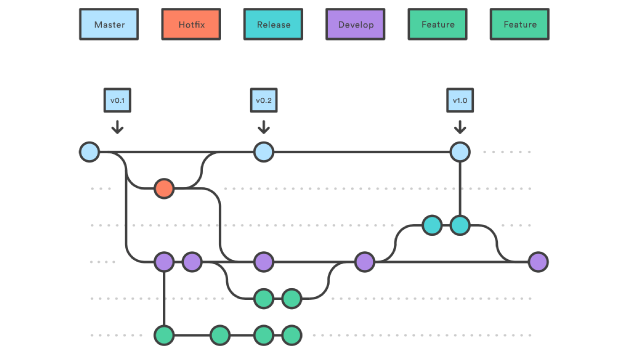 Master
Hotfix
Release
Develop
Feature
Feature
v0.1
v0.2
v1.0